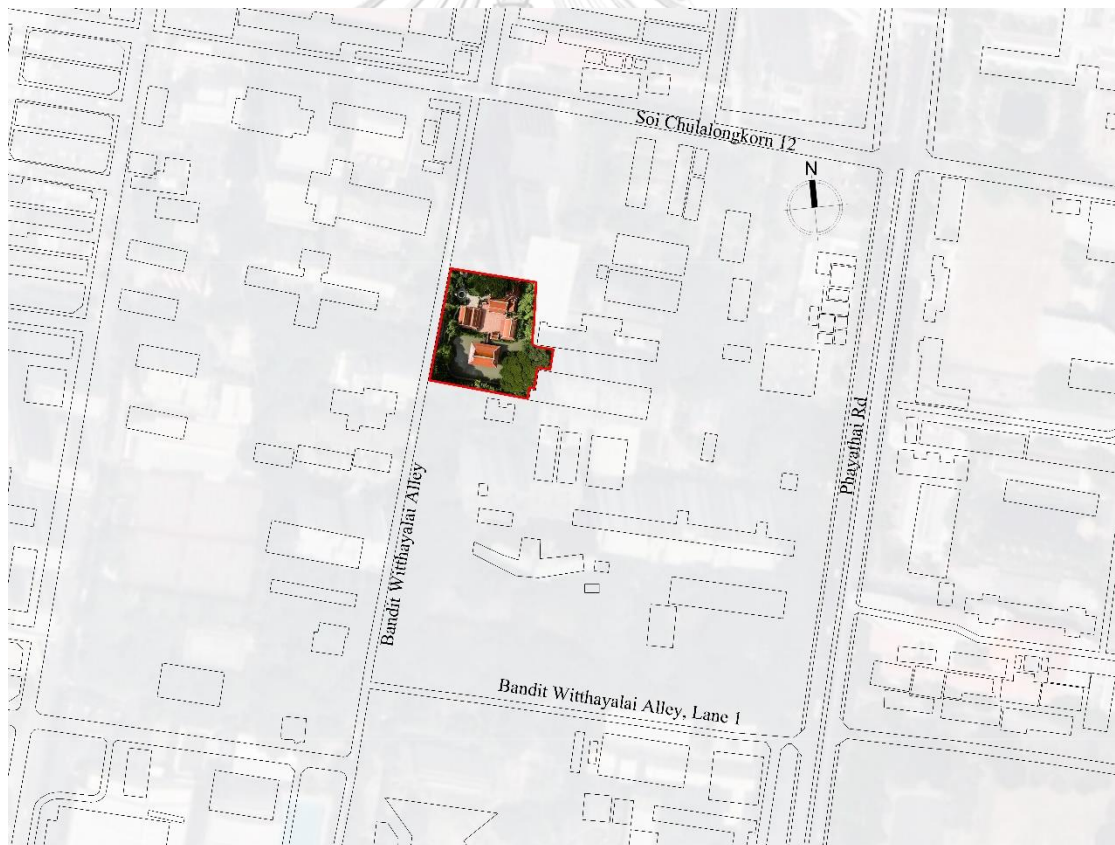 Soi Chulalongkorn 12
N
Phayathai Rd
Bandit Witthayalai Alley
Bandit Witthayalai Alley, Lane 1